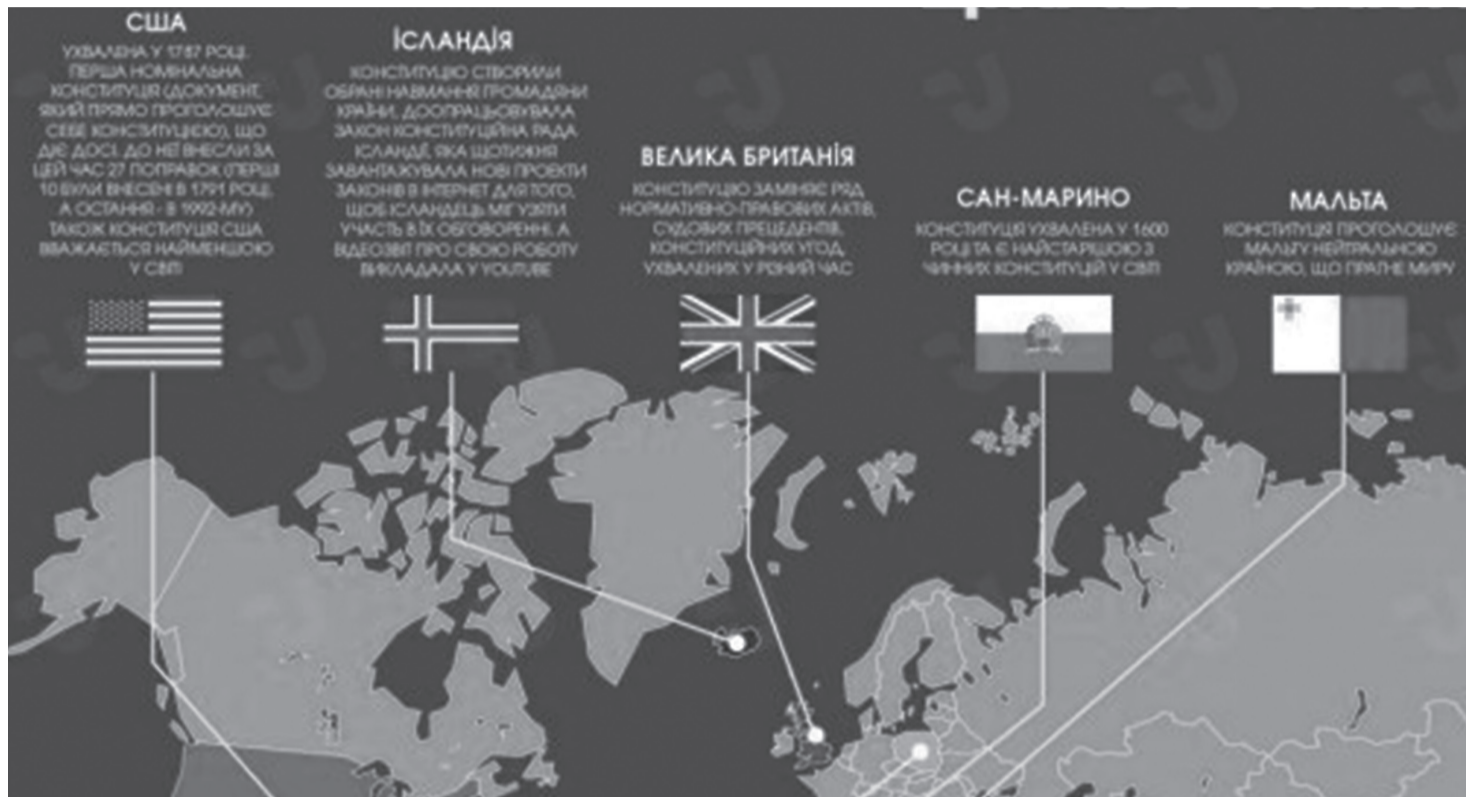 США
УХВАЛЕНА У 1787 РОЦІ.
ПЕРША НОМІНАЛЬНА
КОНСТИТУЦІЯ (ДОКУМЕНТ,
ЯКИЙ ПРЯМО ПРОГОЛОШУЄ
СЕБЕ КОНСТИТУЦІЄЮ), ЩО
ДІЄ ДОСІ. ДО НЕЇ ВНЕСЛИ ЗА
ЦЕЙ ЧАС 27 ПОПРАВОК (ПЕРШІ
10 БУЛИ ВНЕСЕНІ В 1791 РОЦІ,
А ОСТАННЯ - В 1992-МУ)
ТАКОЖ КОНСТИТУЦІЯ США
ВВАЖАЄТЬСЯ НАЙМЕНШОЮ
У СВІТІ
ІСЛАНДІЯ
КОНСТИТУЦІЮ СТВОРИЛИ
ОБРАНІ НАВМАННЯ ГРОМАДЯНИ
КРАЇНИ, ДООПРАЦЬОВУВАЛА
ЗАКОН КОНСТИТУЦІЙНА РАДА
ІСЛАНДІЇ, ЯКА ЩОТИЖНЯ
ЗАВАНТАЖУВАЛА НОВІ ПРОЕКТИ
ЗАКОНІВ В ІНТЕРНЕТ ДЛЯ ТОГО,
ЩОБ ІСЛАНДЕЦЬ МІГ УЗЯТИ
УЧАСТЬ В ЇХ ОБГОВОРЕННІ, А
ВІДЕОЗВІТ ПРО СВОЮ РОБОТУ
ВИКЛАДАЛА У YOUTUBE
ВЕЛИКА БРИТАНІЯ
КОНСТИТУЦІЮ ЗАМІНЯЄ РЯД
НОРМАТИВНО-ПРАВОВИХ АКТІВ,
СУДОВИХ ПРЕЦЕДЕНТІВ,
КОНСТИТУЦІЙНИХ УГОД,
УХВАЛЕНИХ У РІЗНИЙ ЧАС
САН-МАРИНО
КОНСТИТУЦІЯ УХВАЛЕНА У 1600
РОЦІ ТА Є НАЙСТАРІШОЮ З
ЧИННИХ КОНСТИТУЦІЙ У СВІТІ
МАЛЬТА
КОНСТИТУЦІЯ ПРОГОЛОШУЄ
МАЛЬТУ НЕЙТРАЛЬНОЮ
КРАЇНОЮ, ЩО ПРАГНЕ МИРУ